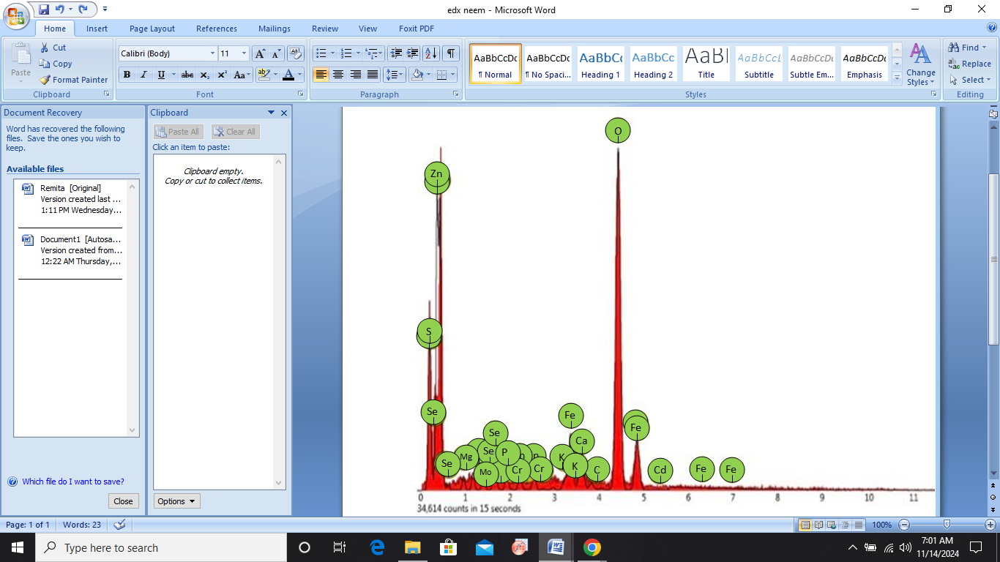 edx neem - Microsoft Word
Home Insert Page Layout References Mailings Review View Foxit PDF
Paste
Cut
Copy
Format Painter
Clipboard
Calibri (Body) 11
B I U abc x₂ x² Aa
Font
Paragraph
AaBbCcDc AaBbCcDc AaBbCc AaBbCc AaBl AaBbCcL AaBbCcDc AaBbCcDc
¶ Normal ¶ No Spaci... Heading 1 Heading 2 Title Subtitle Subtle Em... Emphasis
Change Styles
Styles
Find
Replace
Select
Editing
Document Recovery
Word has recovered the following
files. Save the ones you wish to
keep.
Available files
Remita [Original]
Version created last ...
1:11 PM Wednesday...
Document1 [Autosa...
Version created from...
12:22 AM Thursday,...
Which file do I want to save?
Close
Clipboard
Paste All Clear All
Click an item to paste:
Clipboard empty.
Copy or cut to collect items.
Options
O
Zn
S
Se Fe Fe
Se Ca
Mg Se P K
Se Mo Cr Cr K C Cd Fe Fe
0 1 2 3 4 5 6 7 8 9 10 11
34,614 counts in 15 seconds
Page: 1 of 1 Words: 23 100%
Type here to search
7:01 AM
11/14/2024